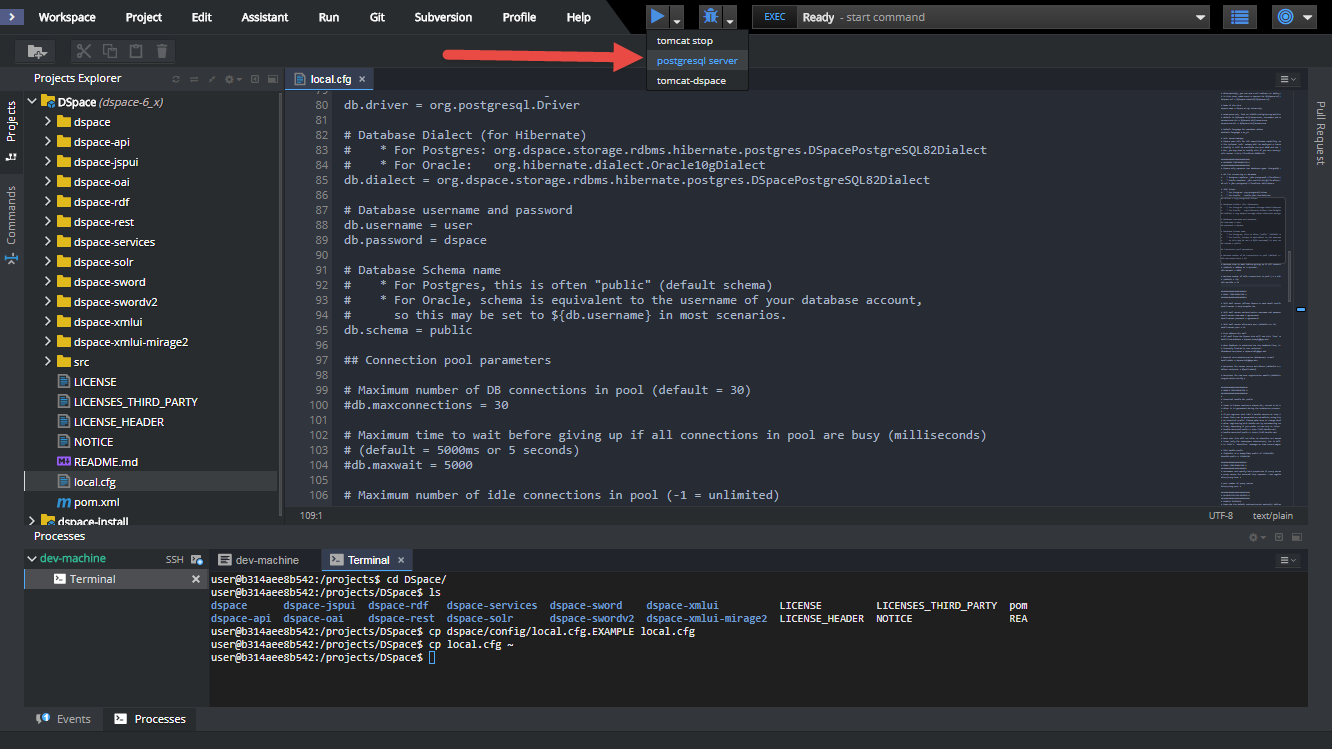 Workspace Project Edit Assistant Run Git Subversion Profile Help
EXEC Ready - start command
tomcat stop
postgresql server
tomcat-dspace
Projects Explorer
local.cfg
Projects
Commands
Pull Request
DSpace (dspace-6_x)
dspace
dspace-api
dspace-jspui
dspace-oai
dspace-rdf
dspace-rest
dspace-services
dspace-solr
dspace-sword
dspace-swordv2
dspace-xmlui
dspace-xmlui-mirage2
src
LICENSE
LICENSES_THIRD_PARTY
LICENSE_HEADER
NOTICE
README.md
local.cfg
pom.xml
dspace-install
80 db.driver = org.postgresql.Driver
81
82 # Database Dialect (for Hibernate)
83 #    * For Postgres: org.dspace.storage.rdbms.hibernate.postgres.DSpacePostgreSQL82Dialect
84 #    * For Oracle:   org.hibernate.dialect.Oracle10gDialect
85 db.dialect = org.dspace.storage.rdbms.hibernate.postgres.DSpacePostgreSQL82Dialect
86
87 # Database username and password
88 db.username = user
89 db.password = dspace
90
91 # Database Schema name
92 #    * For Postgres, this is often "public" (default schema)
93 #    * For Oracle, schema is equivalent to the username of your database account,
94 #      so this may be set to ${db.username} in most scenarios.
95 db.schema = public
96
97 ## Connection pool parameters
98
99 # Maximum number of DB connections in pool (default = 30)
100 #db.maxconnections = 30
101
102 # Maximum time to wait before giving up if all connections in pool are busy (milliseconds)
103 # (default = 5000ms or 5 seconds)
104 #db.maxwait = 5000
105
106 # Maximum number of idle connections in pool (-1 = unlimited)
109:1 UTF-8 text/plain
Processes
dev-machine SSH
Terminal
dev-machine Terminal
user@b314aee8b542:/projects$ cd DSpace/
user@b314aee8b542:/projects/DSpace$ ls
dspace dspace-jspui dspace-rdf dspace-services dspace-sword dspace-xmlui LICENSE LICENSES_THIRD_PARTY pom
dspace-api dspace-oai dspace-rest dspace-solr dspace-swordv2 dspace-xmlui-mirage2 LICENSE_HEADER NOTICE REA
user@b314aee8b542:/projects/DSpace$ cp dspace/config/local.cfg.EXAMPLE local.cfg
user@b314aee8b542:/projects/DSpace$ cp local.cfg ~
user@b314aee8b542:/projects/DSpace$
Events Processes